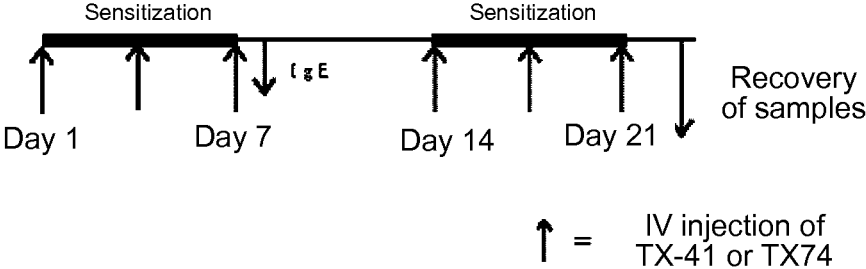 Sensitization
Sensitization
IgE
Recovery
of samples
Day 1
Day 7
Day 14
Day 21
IV injection of
TX-41 or TX74
=